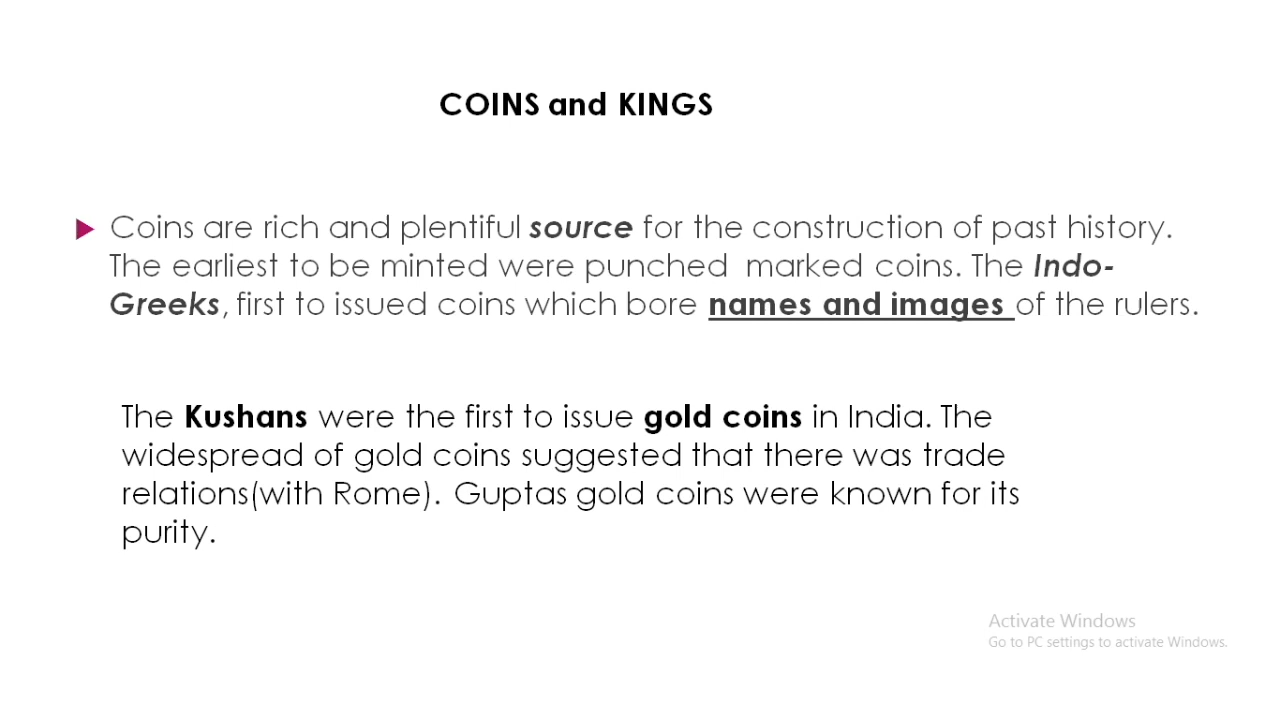 COINS and KINGS
Coins are rich and plentiful source for the construction of past history.
The earliest to be minted were punched  marked coins. The Indo-
Greeks, first to issued coins which bore names and images of the rulers.
The Kushans were the first to issue gold coins in India. The
widespread of gold coins suggested that there was trade
relations(with Rome). Guptas gold coins were known for its
purity.
Activate Windows
Go to PC settings to activate Windows.